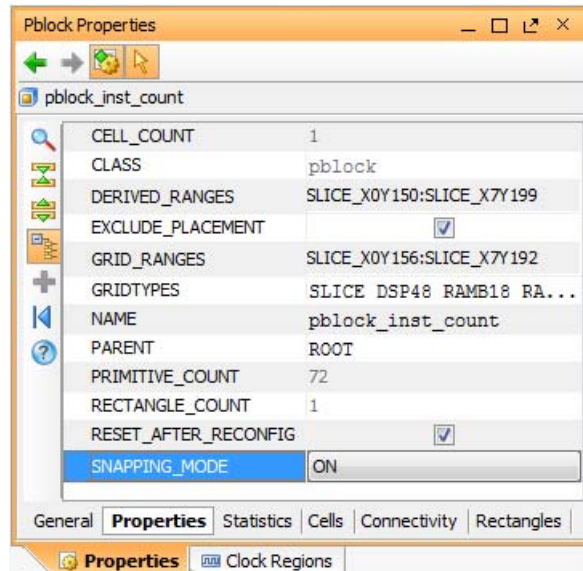 Pblock Properties
pblock_inst_count
CELL_COUNT 1
CLASS pblock
DERIVED_RANGES SLICE_X0Y150:SLICE_X7Y199
EXCLUDE_PLACEMENT
GRID_RANGES SLICE_X0Y156:SLICE_X7Y192
GRIDTYPES SLICE DSP48 RAMB18 RA...
NAME pblock_inst_count
PARENT ROOT
PRIMITIVE_COUNT 72
RECTANGLE_COUNT 1
RESET_AFTER_RECONFIG
SNAPPING_MODE ON
General Properties Statistics Cells Connectivity Rectangles
Properties Clock Regions